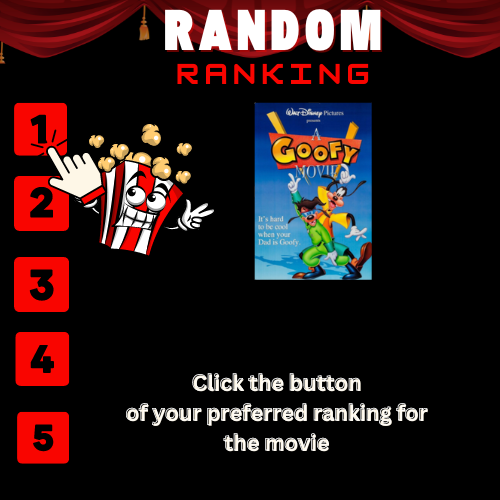 RANDOM
RANKING
1
2
3
4
5
Walt Disney Pictures
presents
A
GOOFY
MOVIE
It's hard
to be cool
when your
Dad is Goofy.
Click the button
of your preferred ranking for
the movie